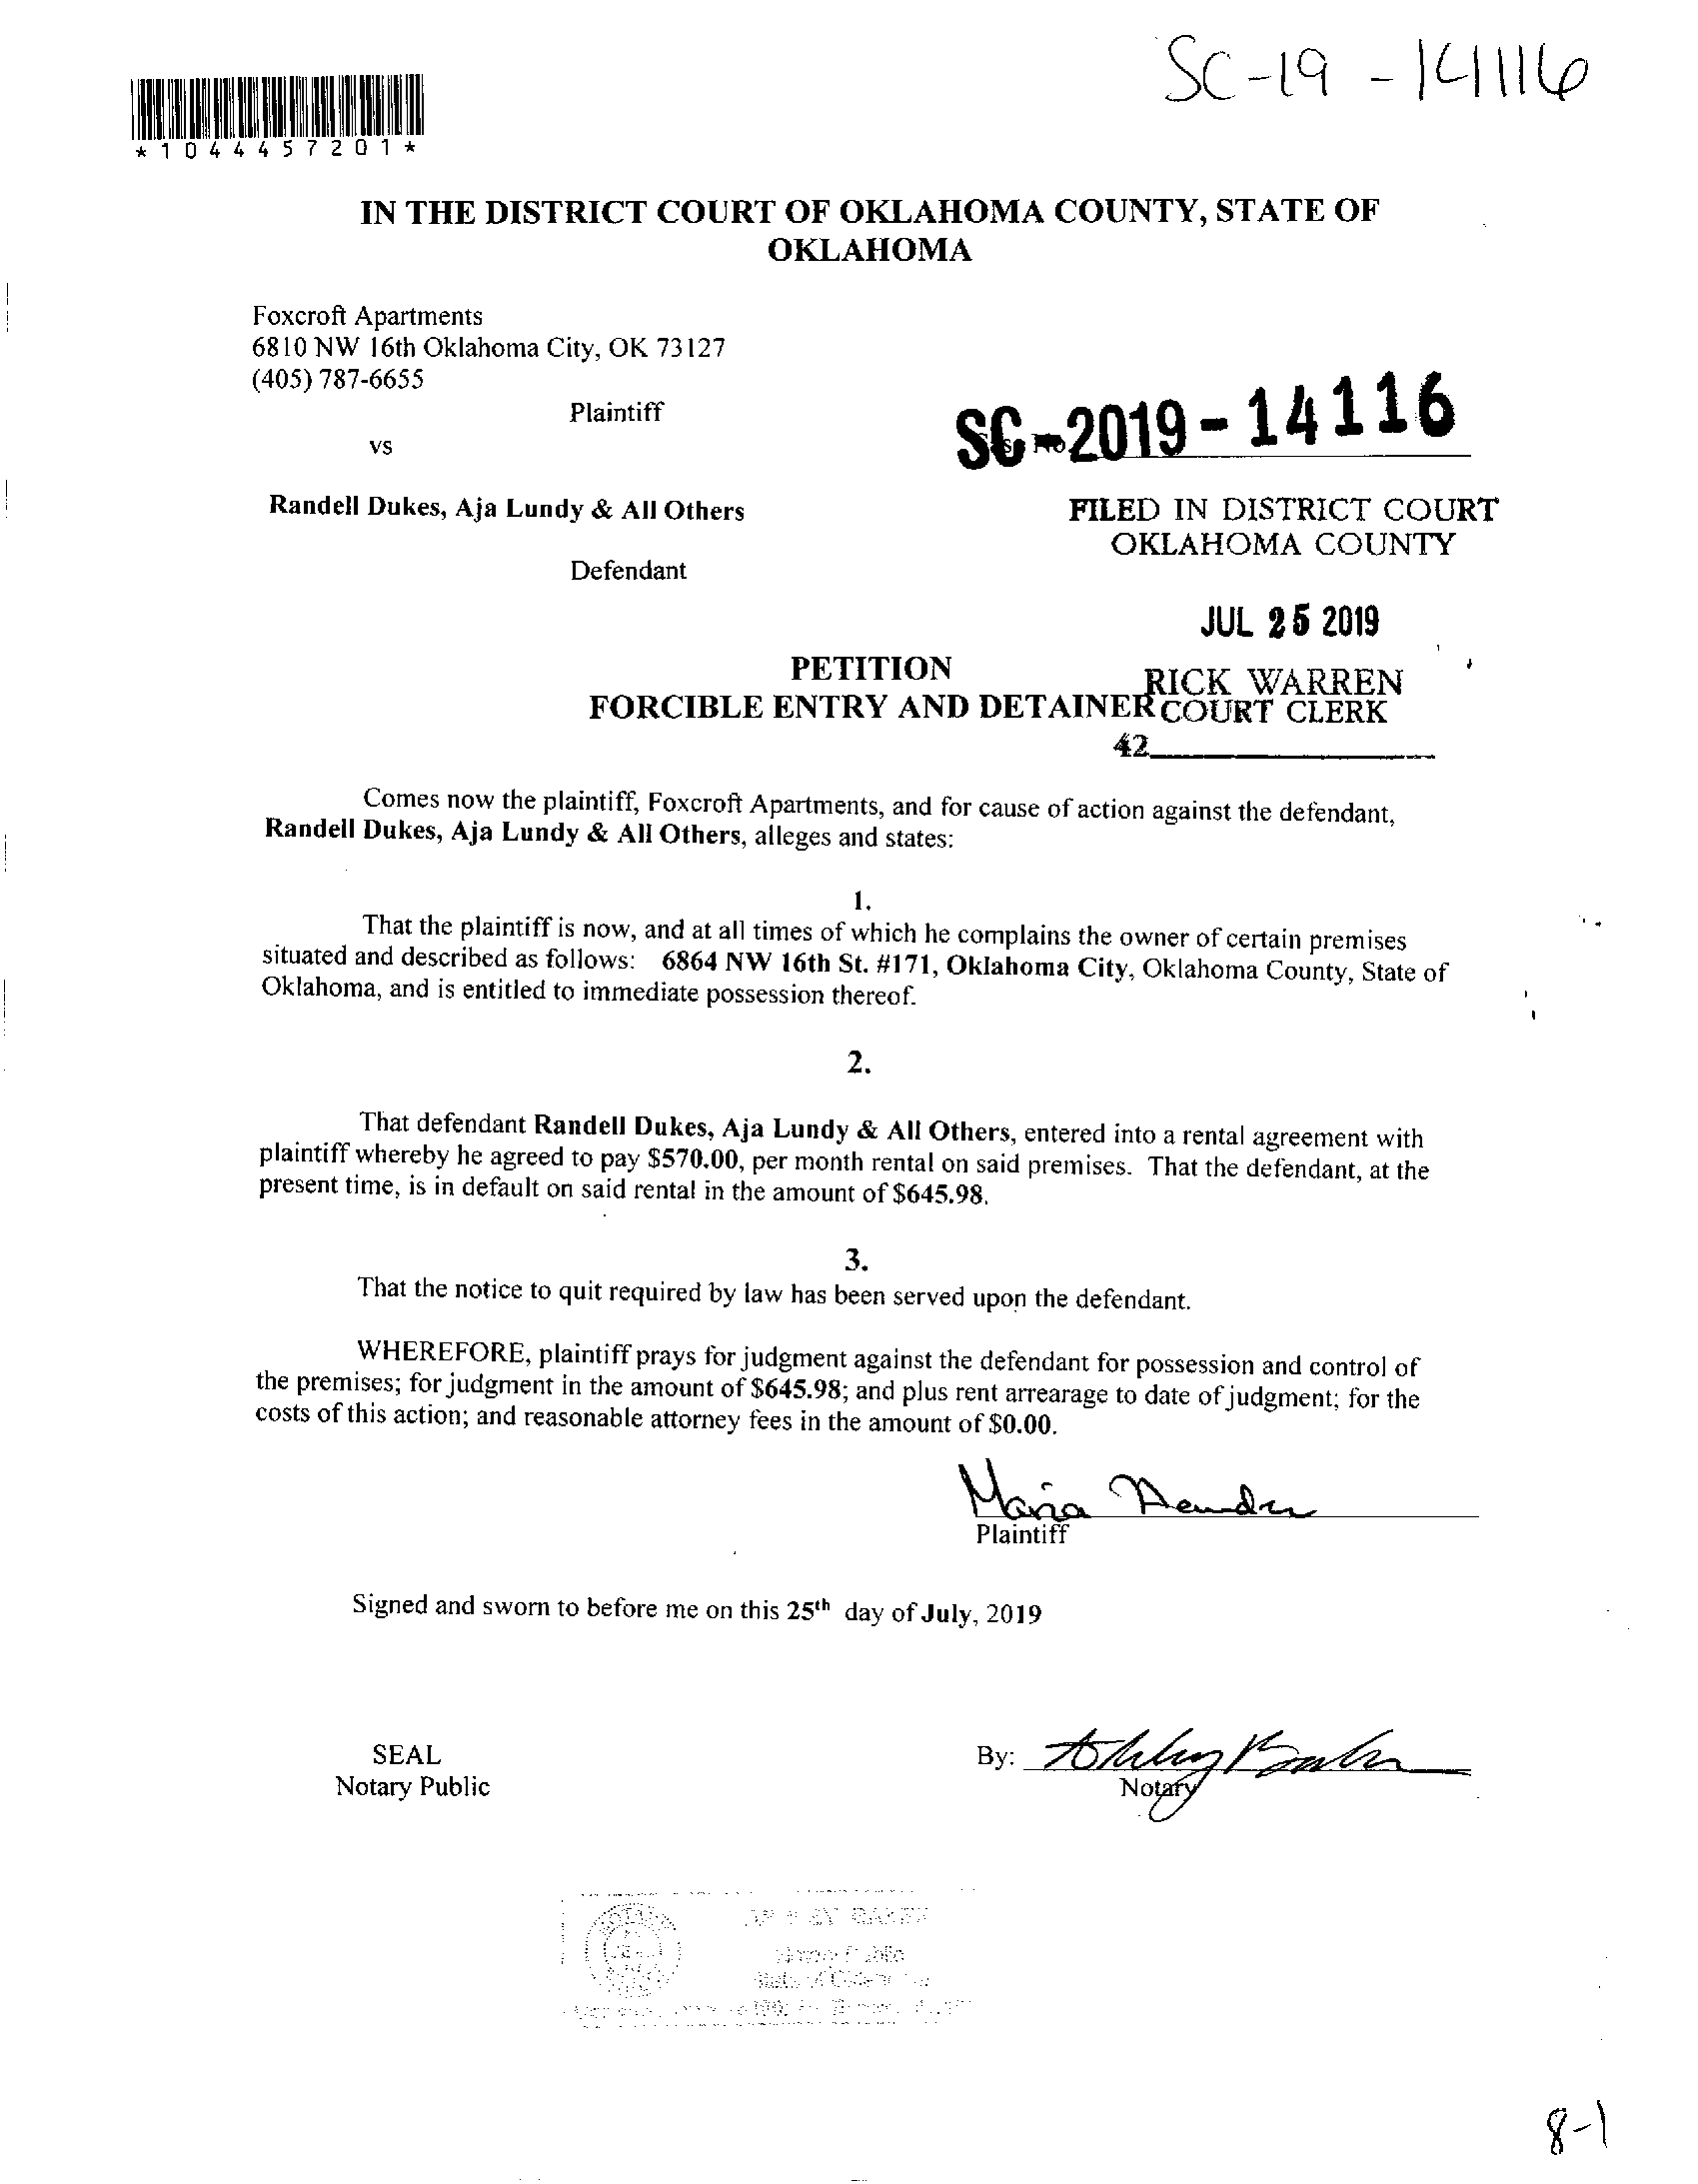 SC-19-14116
*1044457201*
IN THE DISTRICT COURT OF OKLAHOMA COUNTY, STATE OF
OKLAHOMA
Foxcroft Apartments
6810 NW 16th Oklahoma City, OK 73127
(405) 787-6655
Plaintiff
vs
SC-2019-14116
Randell Dukes, Aja Lundy & All Others
Defendant
FILED IN DISTRICT COURT
OKLAHOMA COUNTY
JUL 25 2019
RICK WARREN
COURT CLERK
42
PETITION
FORCIBLE ENTRY AND DETAINER
Comes now the plaintiff, Foxcroft Apartments, and for cause of action against the defendant,
Randell Dukes, Aja Lundy & All Others, alleges and states:
1.
That the plaintiff is now, and at all times of which he complains the owner of certain premises
situated and described as follows: 6864 NW 16th St. #171, Oklahoma City, Oklahoma County, State of
Oklahoma, and is entitled to immediate possession thereof.
2.
That defendant Randell Dukes, Aja Lundy & All Others, entered into a rental agreement with
plaintiff whereby he agreed to pay $570.00, per month rental on said premises. That the defendant, at the
present time, is in default on said rental in the amount of $645.98.
3.
That the notice to quit required by law has been served upon the defendant.
WHEREFORE, plaintiff prays for judgment against the defendant for possession and control of
the premises; for judgment in the amount of $645.98; and plus rent arrearage to date of judgment; for the
costs of this action; and reasonable attorney fees in the amount of $0.00.
Maria
Plaintiff
Signed and sworn to before me on this 25th day of July, 2019
SEAL
Notary Public
By:
Notary
8-1